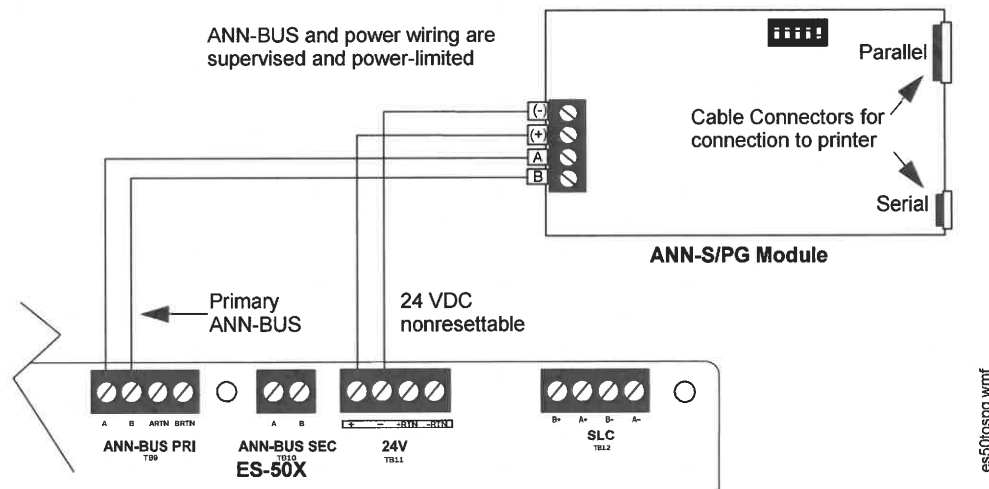 ANN-BUS and power wiring are
supervised and power-limited
Parallel
Cable Connectors for
connection to printer
Serial
(-)
(+)
A
B
ANN-S/PG Module
Primary
ANN-BUS
24 VDC
nonresettable
A B ARTN BRTN
ANN-BUS PRI
TB9
A B
ANN-BUS SEC
TB10
ES-50X
+ - +RTN -RTN
24V
TB11
B+ A+ B- A-
SLC
TB12
es50tospg.wmf